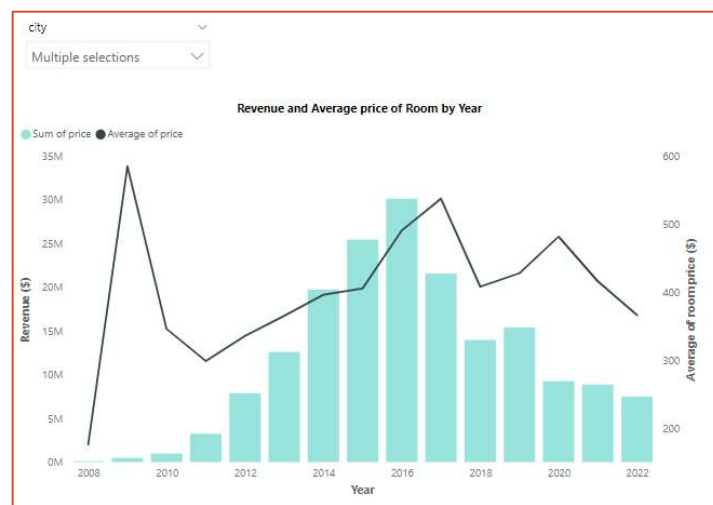 city
Multiple selections
Revenue and Average price of Room by Year
Sum of price Average of price
35M
30M
25M
20M
15M
10M
5M
0M
Revenue ($)
600
500
400
300
200
Average of room price ($)
2008 2010 2012 2014 2016 2018 2020 2022
Year